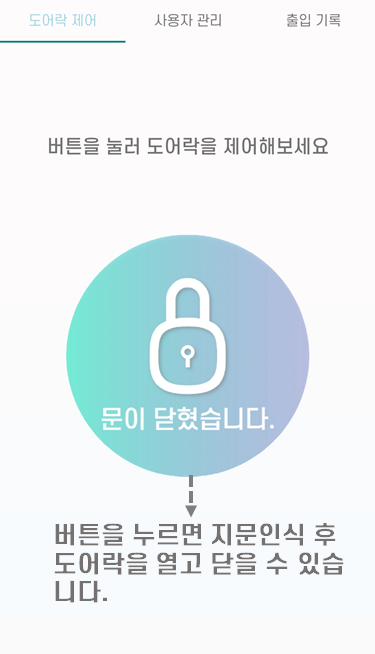 도어락 제어 사용자 관리 출입 기록
버튼을 눌러 도어락을 제어해보세요
문이 닫혔습니다.
버튼을 누르면 지문인식 후
도어락을 열고 닫을 수 있습
니다.